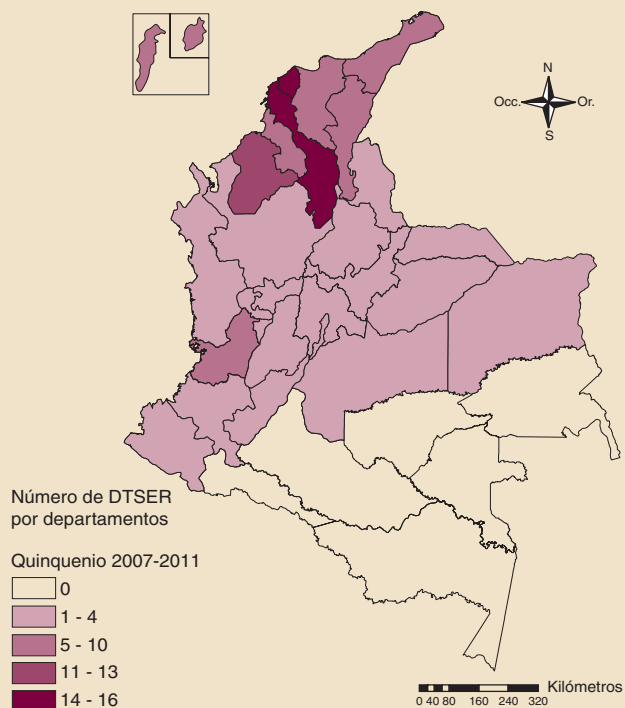 N
Occ. Or.
S
Número de DTSER
por departamentos
Quinquenio 2007-2011
0
1 - 4
5 - 10
11 - 13
14 - 16
Kilómetros
0 40 80 160 240 320